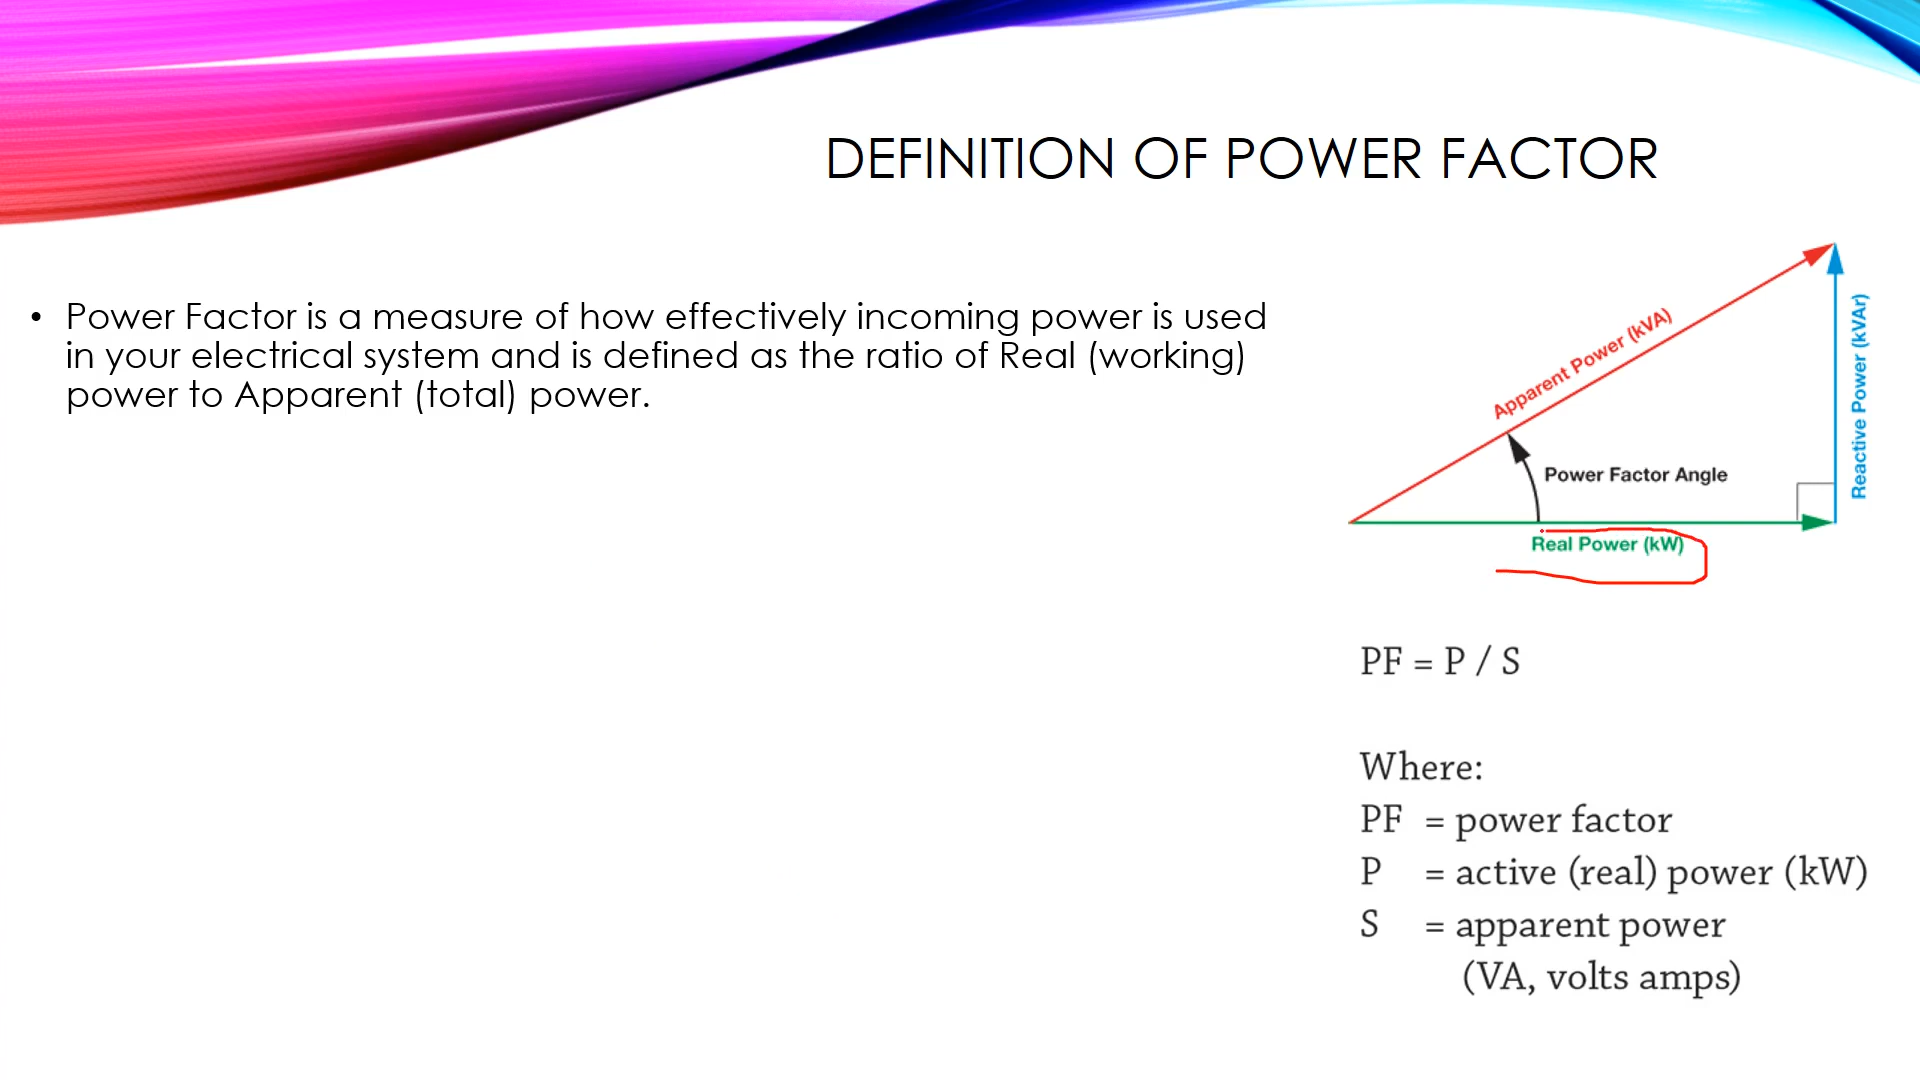 DEFINITION OF POWER FACTOR
• Power Factor is a measure of how effectively incoming power is used
in your electrical system and is defined as the ratio of Real (working)
power to Apparent (total) power.
Apparent Power (kVA)
Reactive Power (kVAr)
Power Factor Angle
Real Power (kW)
PF = P / S
Where:
PF = power factor
P = active (real) power (kW)
S = apparent power
(VA, volts amps)